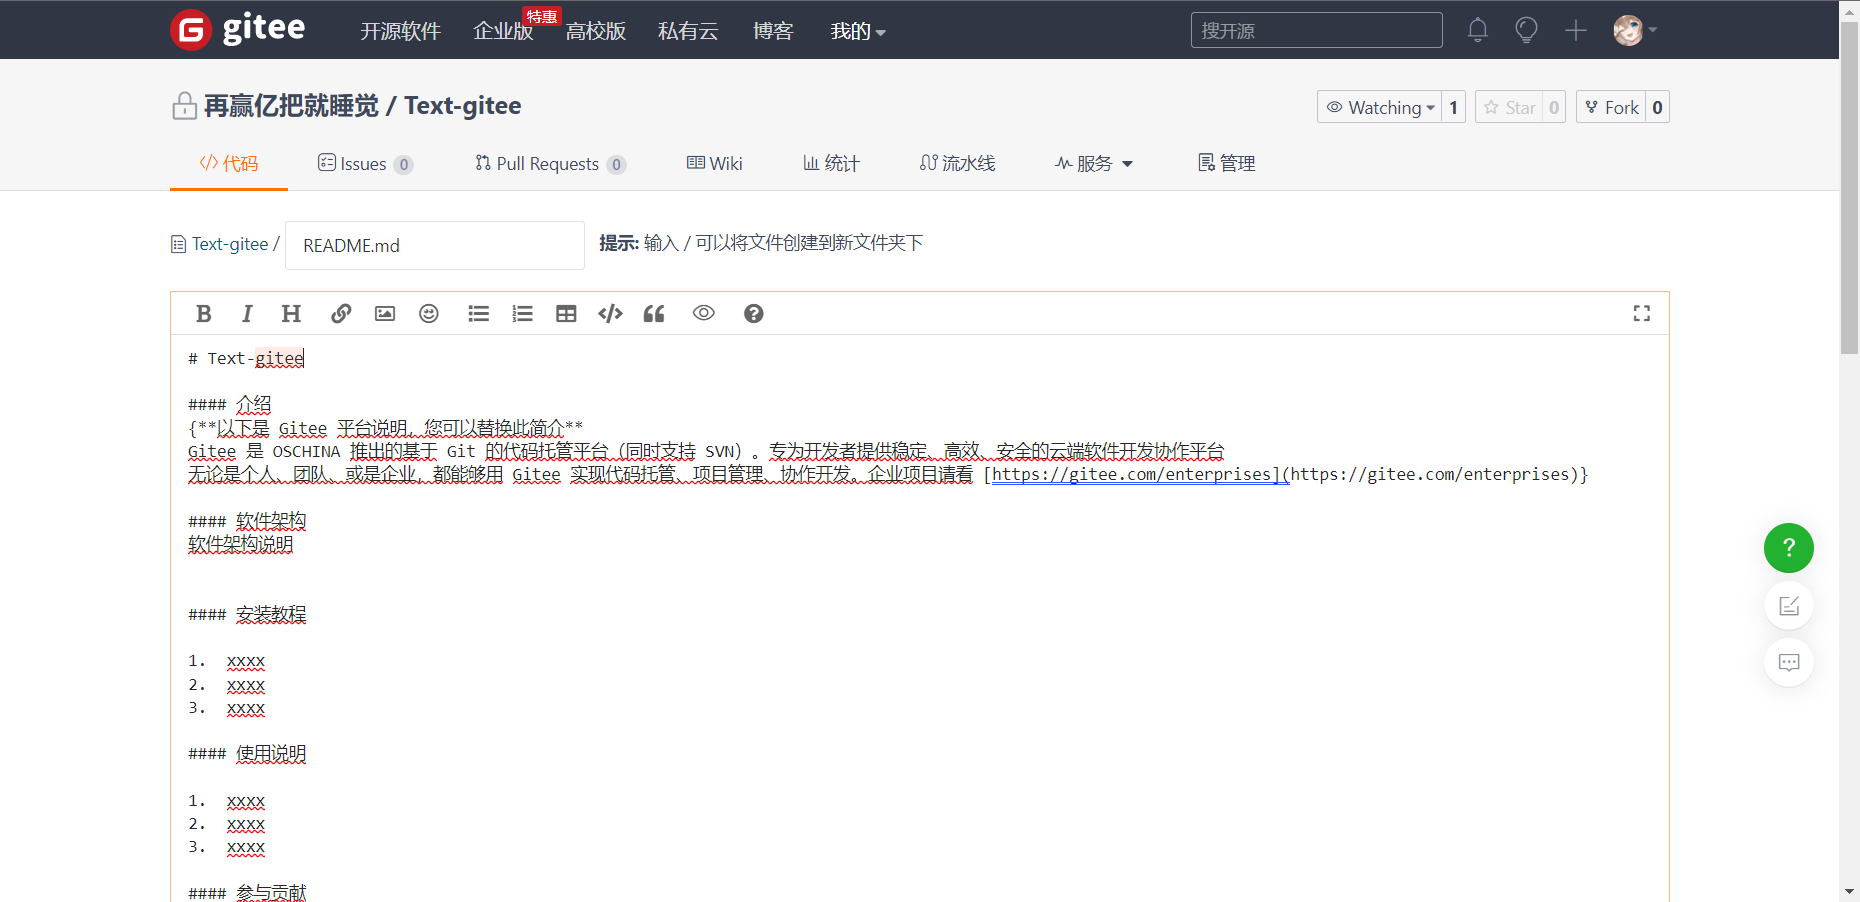 G gitee 开源软件 企业版 特惠 高校版 私有云 博客 我的 搜开源
再赢亿把就睡觉 / Text-gitee Watching 1 Star 0 Fork 0
代码 Issues 0 Pull Requests 0 Wiki 统计 流水线 服务 管理
Text-gitee / README.md 提示: 输入 / 可以将文件创建到新文件夹下
B I H
# Text-gitee
#### 介绍
{**以下是 Gitee 平台说明，您可以替换此简介**
Gitee 是 OSCHINA 推出的基于 Git 的代码托管平台（同时支持 SVN）。专为开发者提供稳定、高效、安全的云端软件开发协作平台
无论是个人、团队、或是企业，都能够用 Gitee 实现代码托管、项目管理、协作开发。企业项目请看 [https://gitee.com/enterprises](https://gitee.com/enterprises)}
#### 软件架构
软件架构说明
#### 安装教程
1. xxxx
2. xxxx
3. xxxx
#### 使用说明
1. xxxx
2. xxxx
3. xxxx
#### 参与贡献